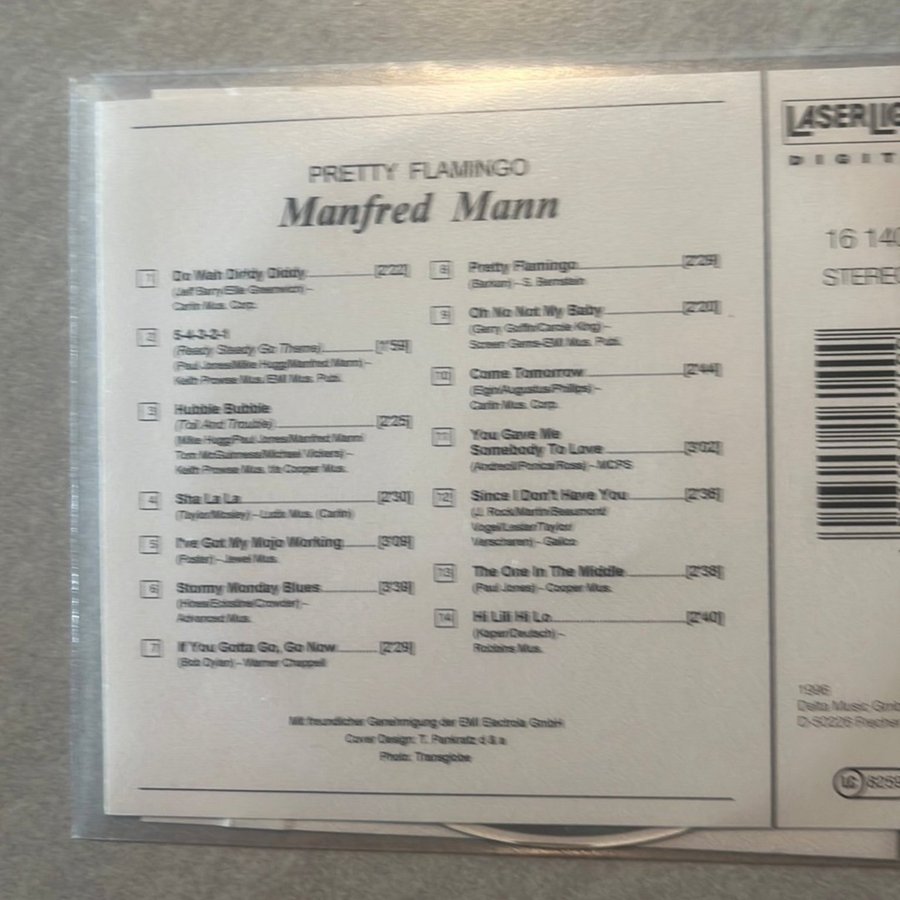 PRETTY FLAMINGO
Manfred Mann
1 Do Wah Diddy Diddy [2'22]
(Jeff Barry/Ellie Greenwich) –
Carlin Mus. Corp.
2 5-4-3-2-1
(Ready Steady Go Theme) [1'59]
(Paul Jones/Mike Hugg/Manfred Mann) –
Keith Prowse Mus./EMI Mus. Publ.
3 Hubble Bubble
(Toil And Trouble) [2'25]
(Mike Hugg/Paul Jones/Manfred Mann/
Tom McGuinness/Michael Vickers) –
Keith Prowse Mus. Cooper Mus.
4 Sha La La [2'30]
(Taylor/Mosley) – Ludix Mus. (Carlin)
5 I've Got My Mojo Working [3'09]
(Foster) – Jewel Mus.
6 Stormy Monday Blues [3'39]
(Hines/Eckstine/Crowder) –
Advanced Mus.
7 If You Gotta Go, Go Now [2'29]
(Bob Dylan) – Warner Chappell
8 Pretty Flamingo [2'29]
(Barkan) – S. Bernstein
9 Oh No Not My Baby [2'20]
(Gerry Goffin/Carole King) –
Screen Gems-EMI Mus. Publ.
10 Come Tomorrow [2'44]
(Elgin/Augustus/Phillips) –
Carlin Mus. Corp.
11 You Gave Me
Somebody To Love [3'02]
(Andreoli/Poncia/Ross) – MCPS
12 Since I Don't Have You [2'36]
(J. Rock/Martin/Beaumont/
Vogel/Lester/Taylor/
Verscharen) – Galico
13 The One In The Middle [2'38]
(Paul Jones) – Cooper Mus.
14 Hi Lili Hi Lo [2'40]
(Kaper/Deutsch) –
Robbins Mus.
Mit freundlicher Genehmigung der EMI Electrola GmbH
Cover Design: T. Pankratz d & a
Photo: Transglobe
LASERLIG
DIGIT
16 140
STEREO
1996
Delta Music Gmb
D-50226 Freche
LC 8259